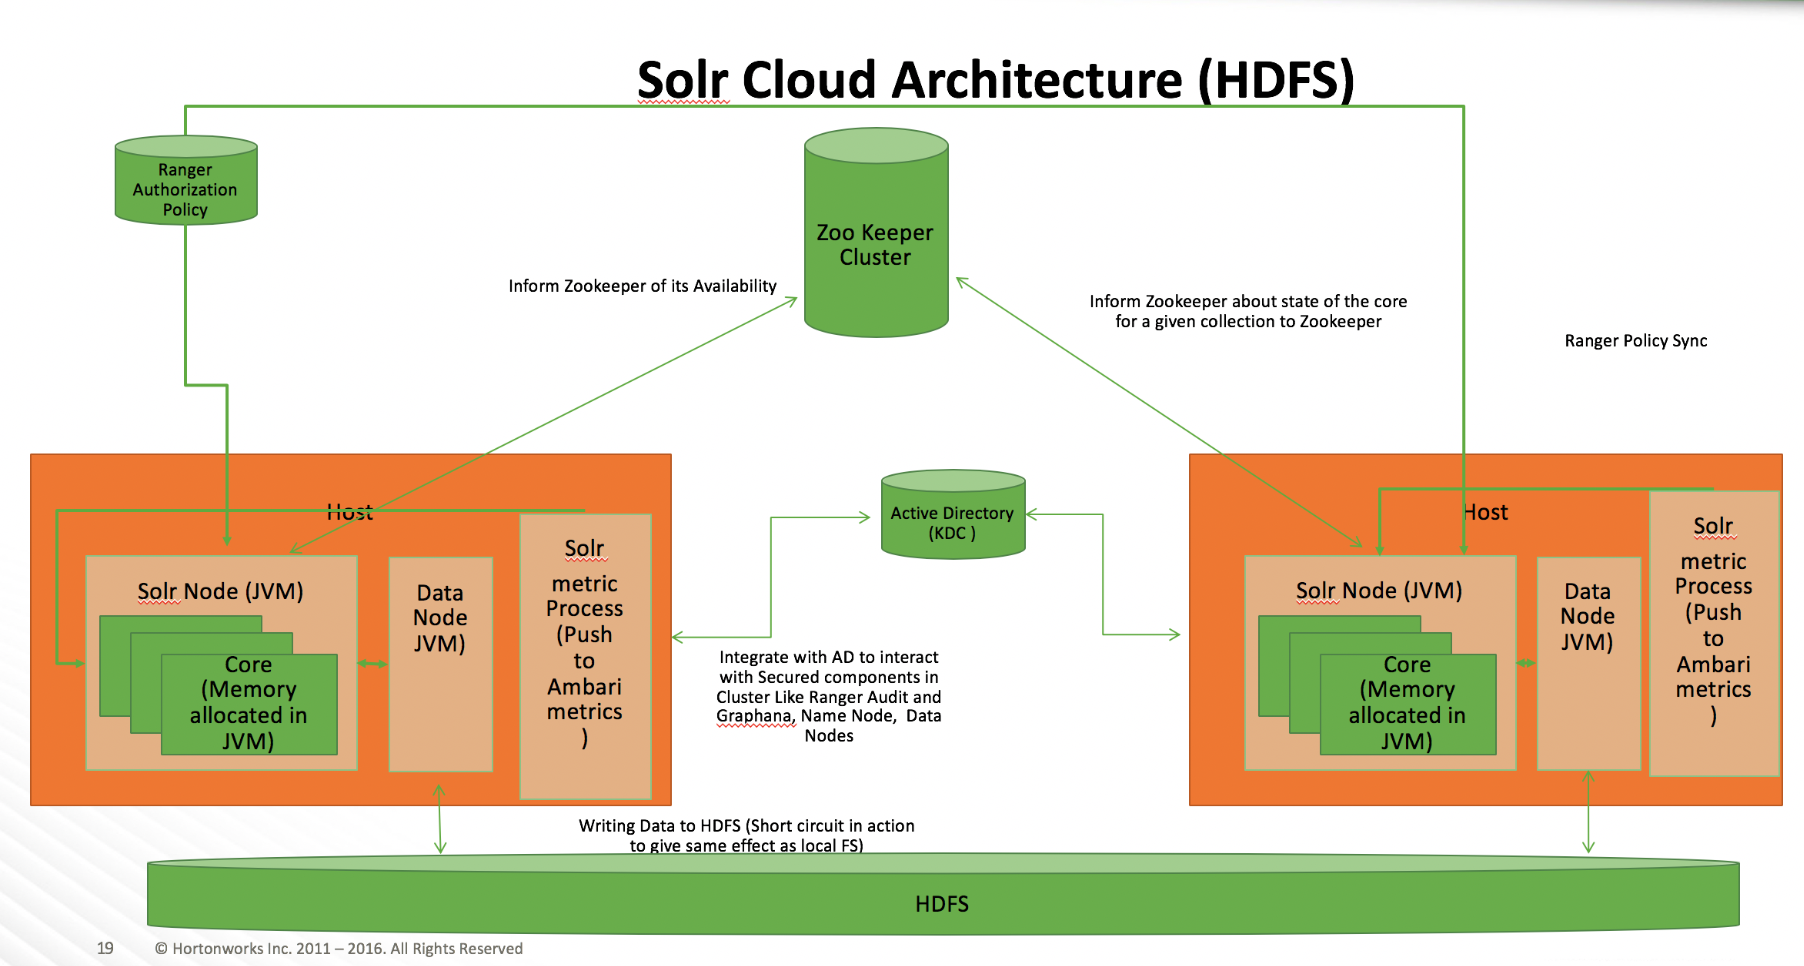 Solr Cloud Architecture (HDFS)
Ranger
Authorization
Policy
Zoo Keeper
Cluster
Inform Zookeeper of its Availability
Inform Zookeeper about state of the core
for a given collection to Zookeeper
Ranger Policy Sync
Host
Solr Node (JVM)
Core
(Memory
allocated in
JVM)
Data
Node
JVM)
Solr
metric
Process
(Push
to
Ambari
metrics
)
Active Directory
(KDC )
Integrate with AD to interact
with Secured components in
Cluster Like Ranger Audit and
Graphana, Name Node,  Data
Nodes
Host
Solr Node (JVM)
Core
(Memory
allocated in
JVM)
Data
Node
JVM)
Solr
metric
Process
(Push
to
Ambari
metrics
)
Writing Data to HDFS (Short circuit in action
to give same effect as local FS)
HDFS
19
© Hortonworks Inc. 2011 – 2016. All Rights Reserved